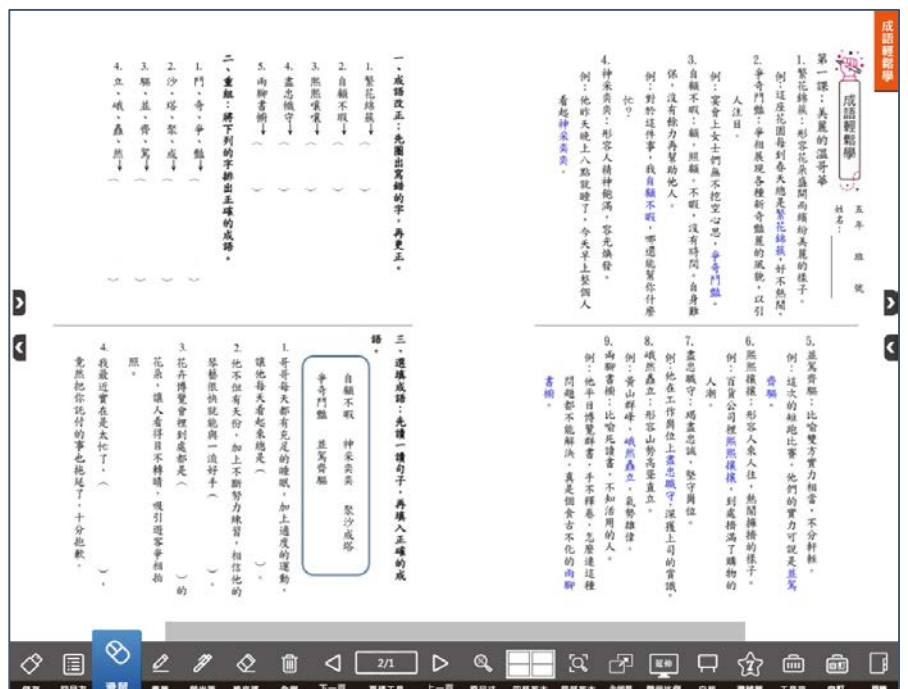 成語輕鬆學
成語輕鬆學
五年 班 號
姓名：
第一課：美麗的溫哥華
1. 繁花錦簇：形容花朵盛開而繽紛美麗的樣子。
例：這座花園每到春天總是繁花錦簇，好不熱鬧。
2. 爭奇鬥豔：爭相展現各種新奇豔麗的風貌，以引
人注目。
例：宴會上女士們無不挖空心思，爭奇鬥豔。
3. 自顧不暇：顧，照顧。不暇，沒有時間。自身難
保，沒有餘力再幫助他人。
例：對於這件事，我自顧不暇，哪還能幫你什麼
忙？
4. 神采奕奕：形容人精神飽滿，容光煥發。
例：他昨天晚上八點就睡了，今天早上整個人
看起神采奕奕。
5. 並駕齊驅：比喻雙方實力相當，不分軒輊。
例：這次的短跑比賽，他們的實力可說是並駕
齊驅。
6. 熙熙攘攘：形容人來人往，熱鬧擁擠的樣子。
例：百貨公司裡熙熙攘攘，到處擠滿了購物的
人潮。
7. 盡忠職守：竭盡忠誠，堅守崗位。
例：他在工作崗位上盡忠職守，深獲上司的賞識。
8. 峨然矗立：形容山勢高聳直立。
例：黃山群峰，峨然矗立，氣勢雄偉。
9. 兩腳書櫥：比喻死讀書，不知活用的人。
例：他平日博覽群書，手不釋卷，怎麼連這種
問題都不能解決，真是個食古不化的兩腳
書櫥。
一、成語改正：先圈出寫錯的字，再更正。
1. 繁花綿簇→（ ）
2. 自顧不瑕→（ ）
3. 熙熙嚷嚷→（ ）
4. 盡忠幟守→（ ）
5. 兩腳書櫥→（ ）
二、重組：將下列的字排出正確的成語。
1. 鬥、奇、爭、豔→（ ）
2. 沙、塔、聚、成→（ ）
3. 驅、並、齊、駕→（ ）
4. 立、峨、矗、然→（ ）
三、選填成語：先讀一讀句子，再填入正確的成
語。
自顧不暇 神采奕奕 聚沙成塔
爭奇鬥豔 並駕齊驅
1. 哥哥每天都有充足的睡眠，加上適度的運動，
讓他每天看起來總是（ ）。
2. 他不但有天份，加上不斷努力練習，相信他的
琴藝很快就能與一流好手（ ）。
3. 花卉博覽會裡到處都是（ ）的
花朵，讓人看得目不轉睛，吸引遊客爭相拍
照。
4. 我最近實在是太忙了，（ ），
竟然把你託付的事也拖延了，十分抱歉。
2/1
延伸